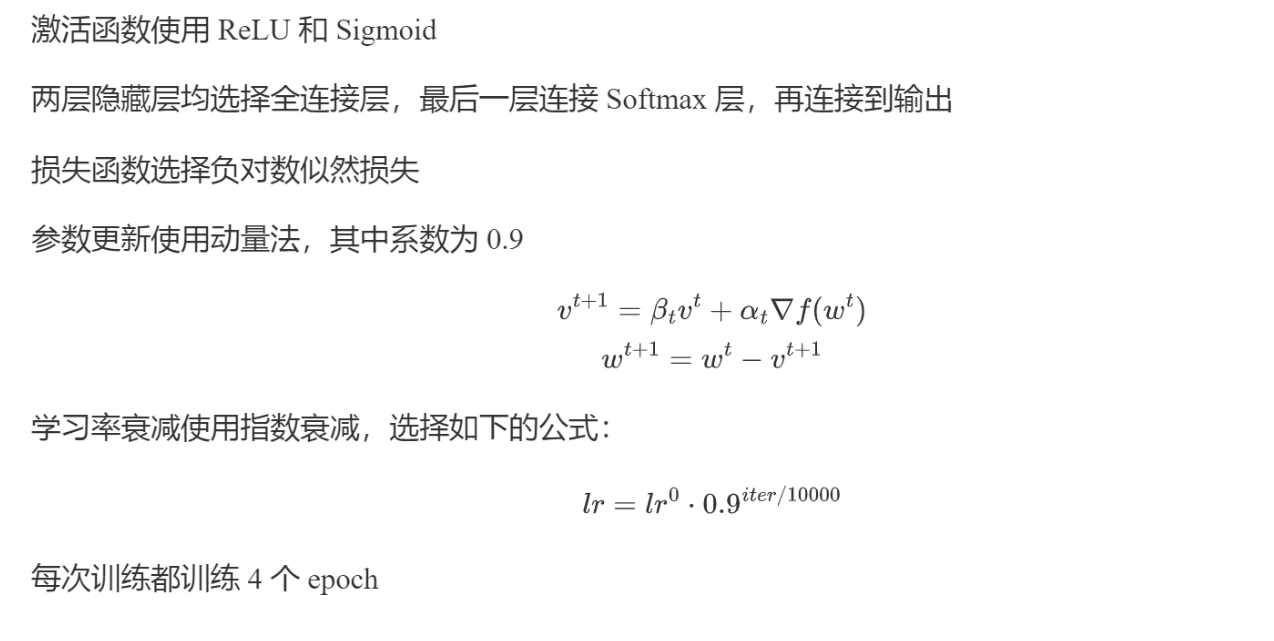 激活函数使用 ReLU 和 Sigmoid
两层隐藏层均选择全连接层，最后一层连接 Softmax 层，再连接到输出
损失函数选择负对数似然损失
参数更新使用动量法，其中系数为 0.9
v^{t+1} = β_t v^t + α_t ∇f(w^t)
w^{t+1} = w^t − v^{t+1}
学习率衰减使用指数衰减，选择如下的公式：
lr = lr^0 · 0.9^{iter/10000}
每次训练都训练 4 个 epoch